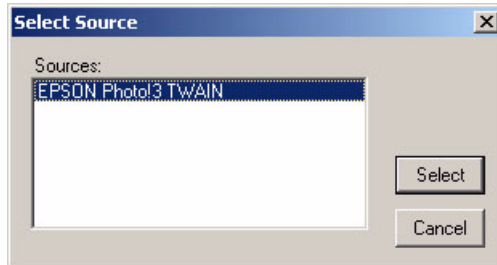 Select Source
Sources:
EPSON Photo!3 TWAIN
Select
Cancel